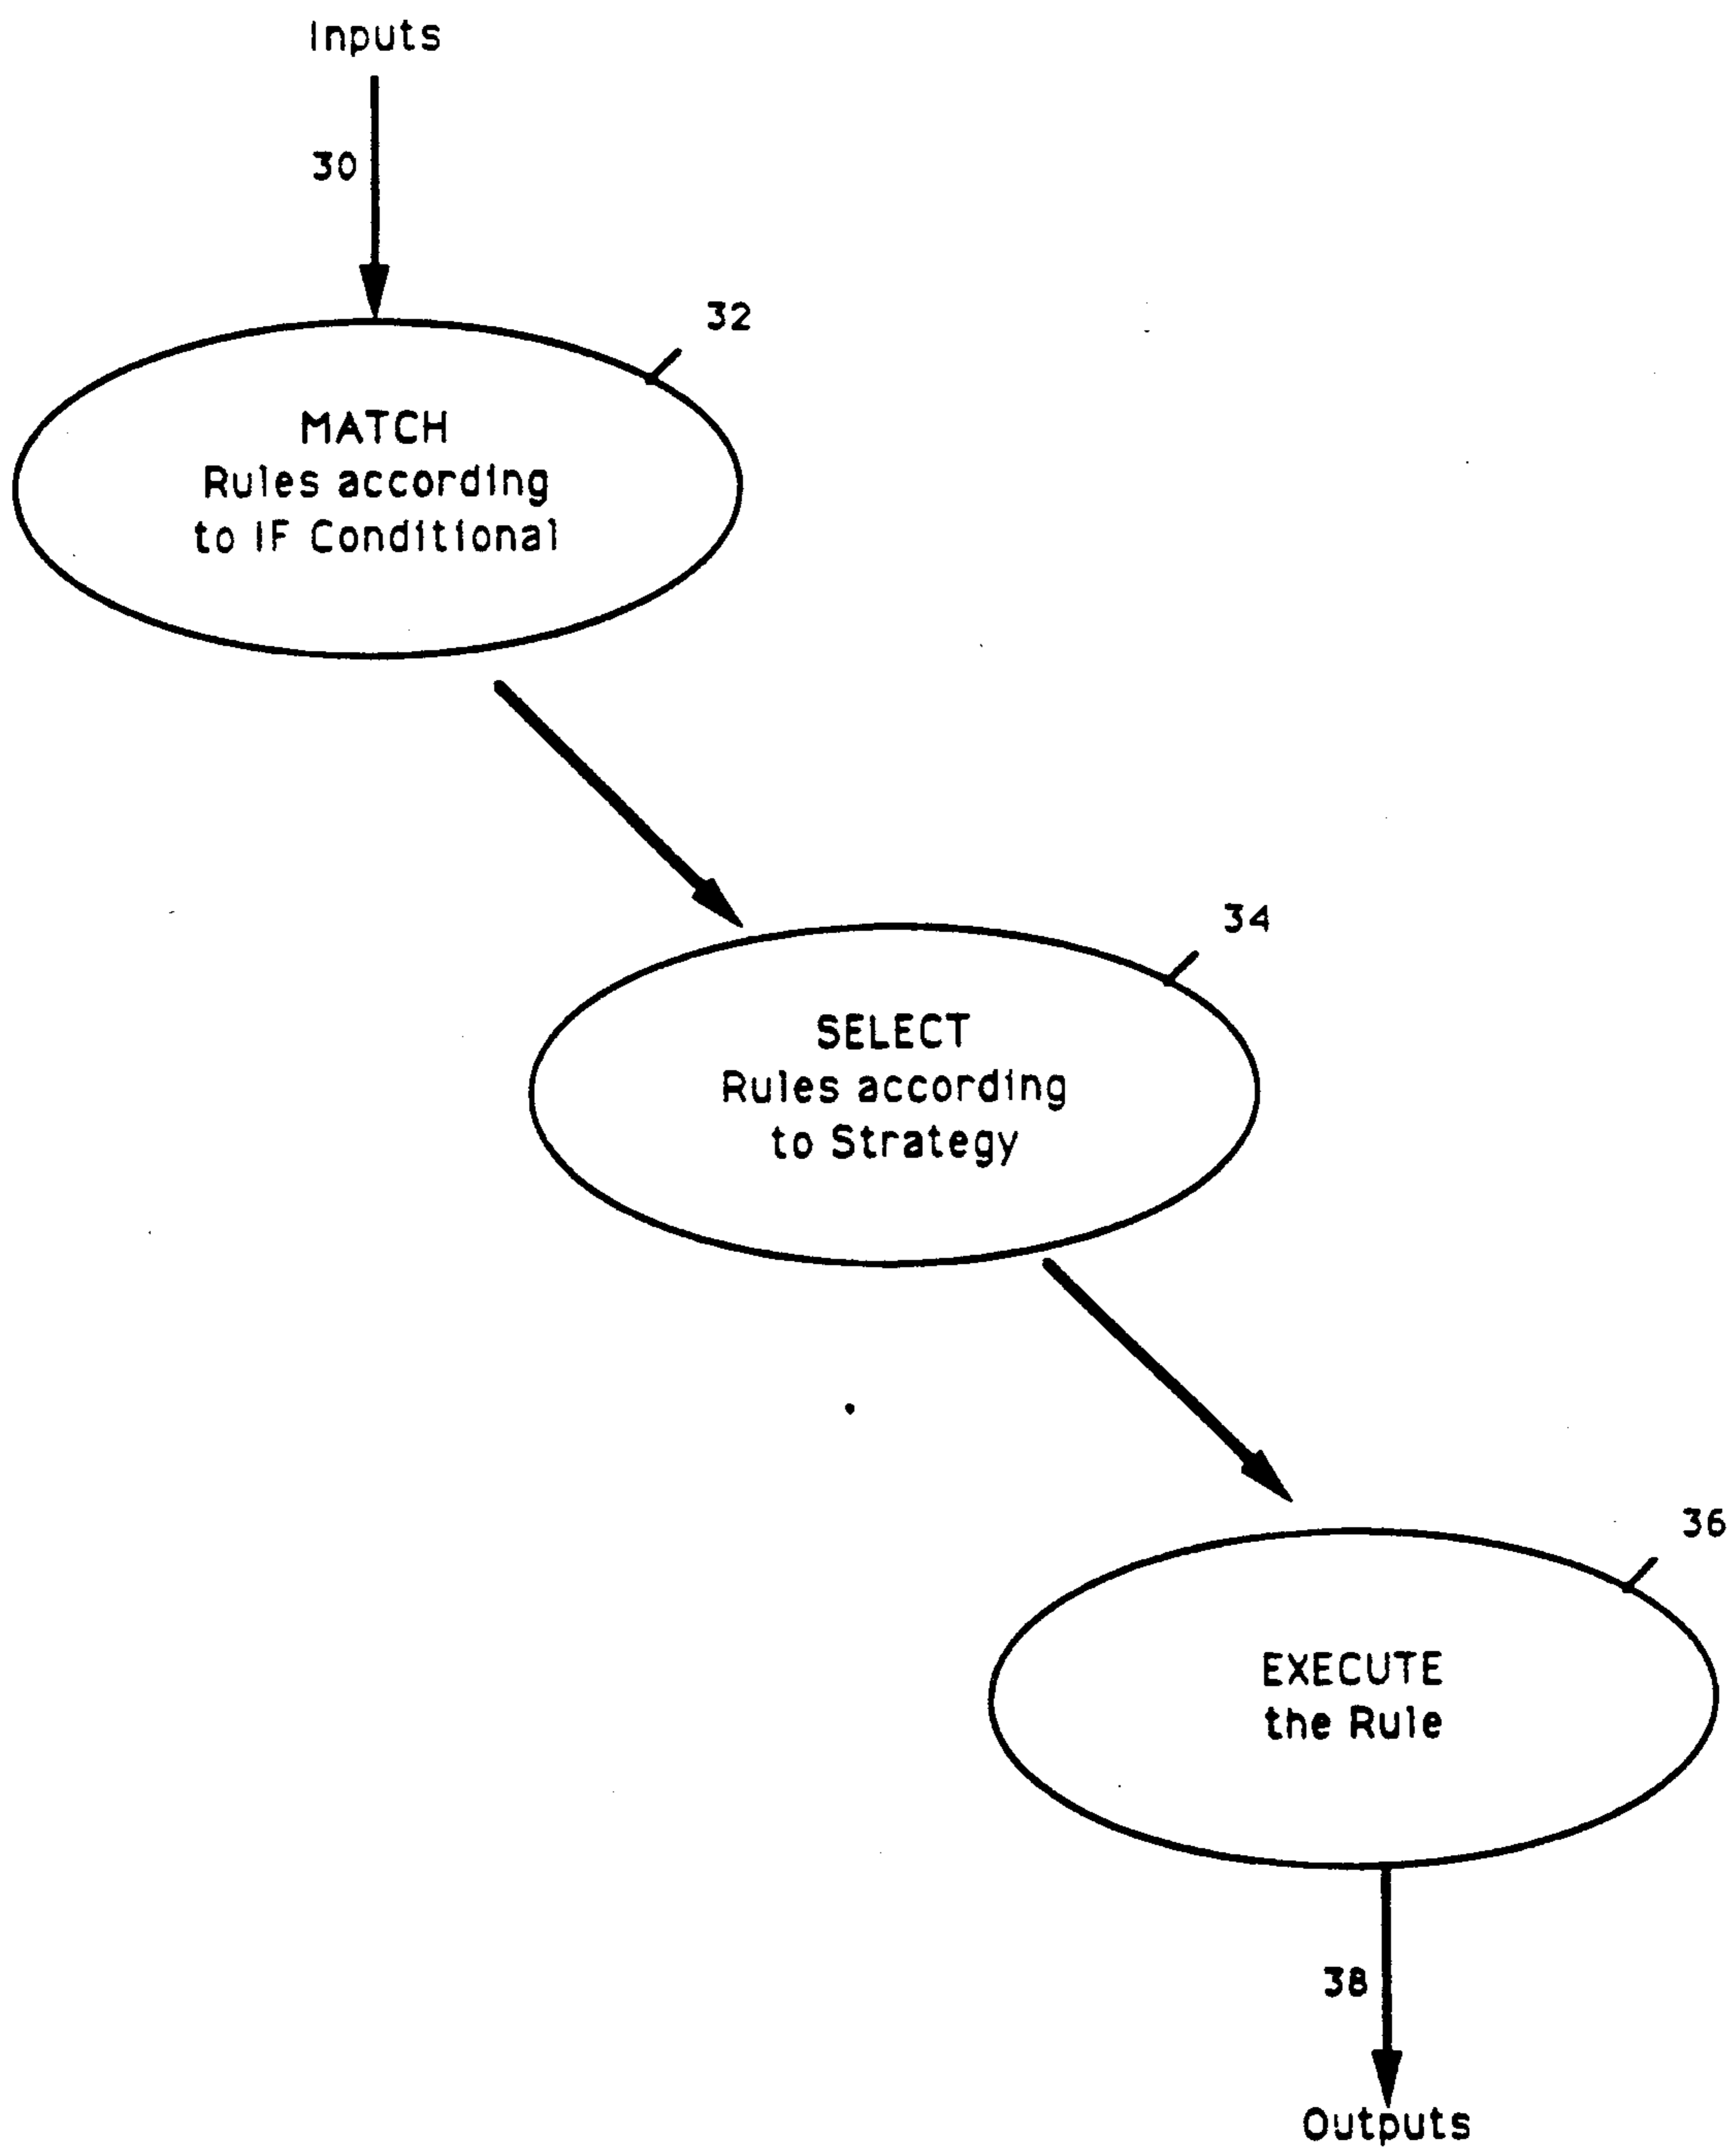 Inputs
30
32
MATCH
Rules according
to IF Conditional
34
SELECT
Rules according
to Strategy
36
EXECUTE
the Rule
38
Outputs